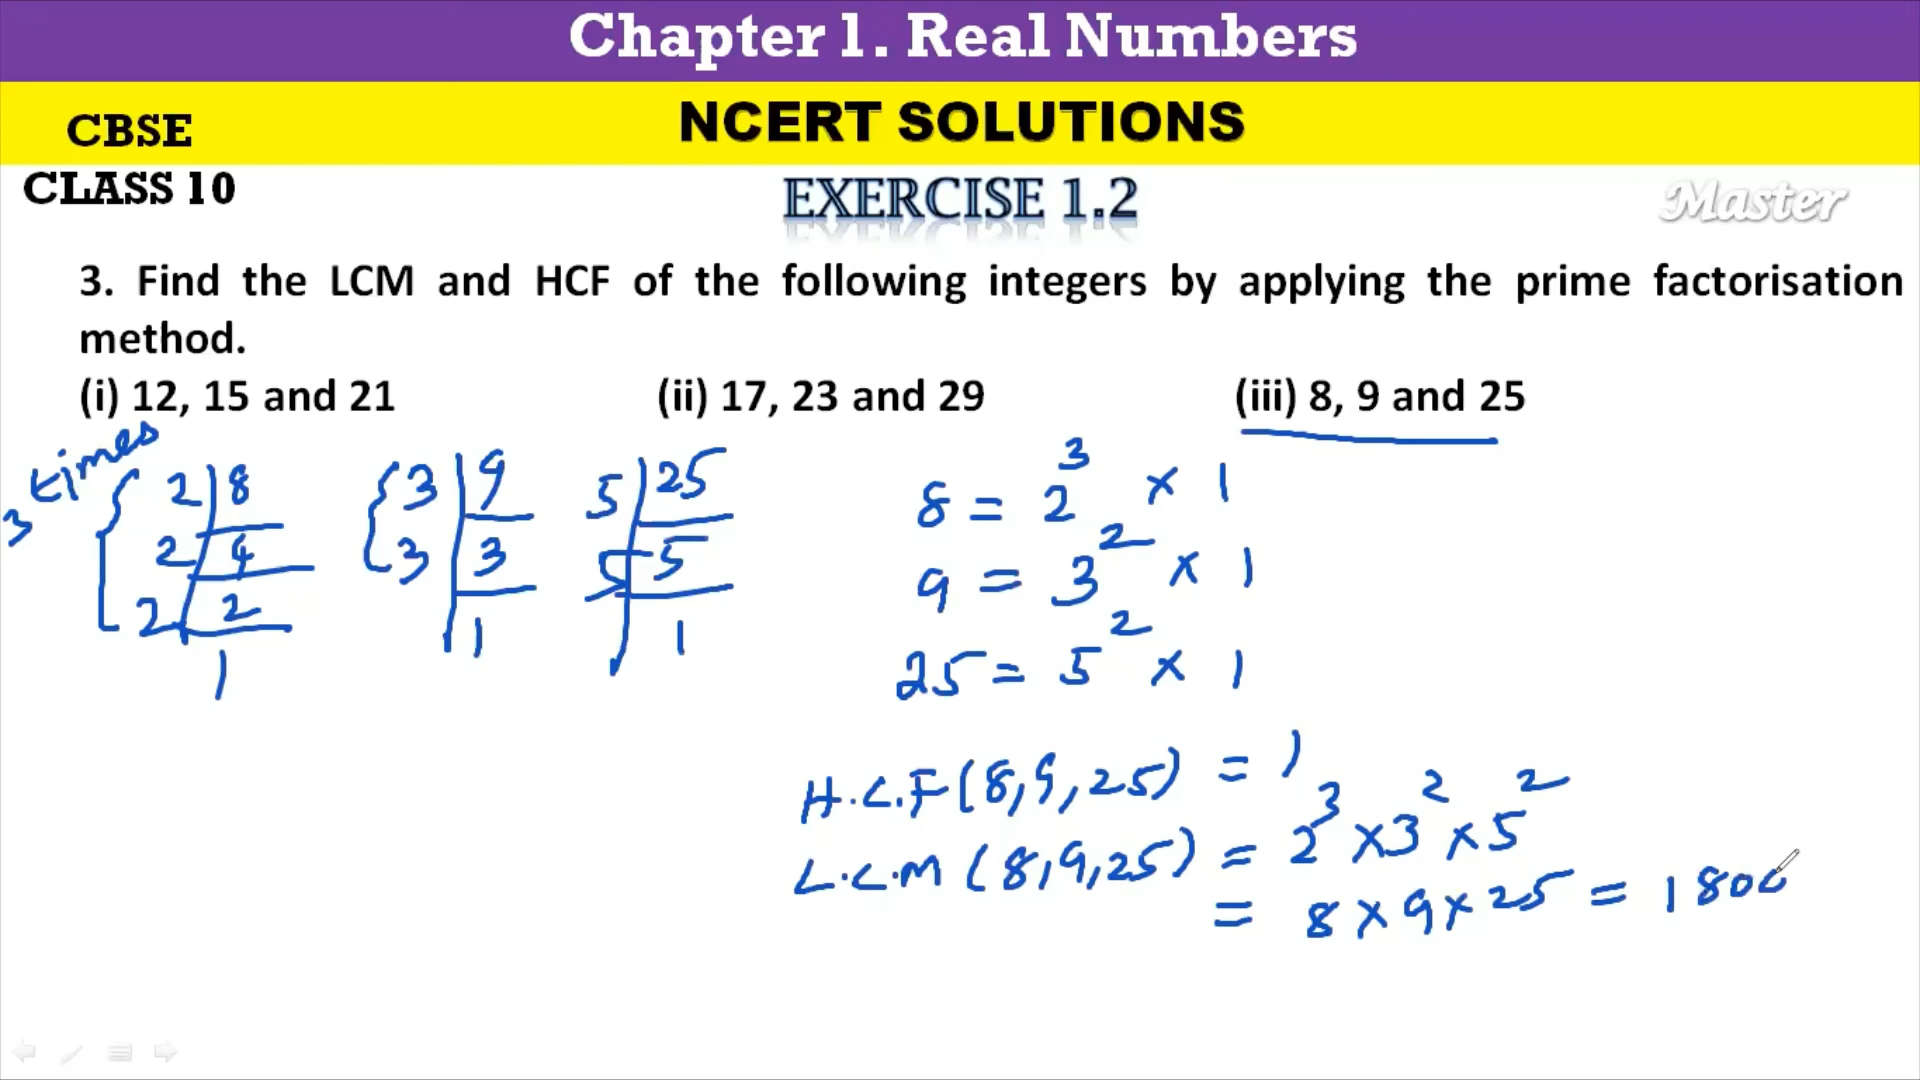 Chapter 1. Real Numbers
NCERT SOLUTIONS
CBSE
CLASS 10
EXERCISE 1.2
Master
3. Find the LCM and HCF of the following integers by applying the prime factorisation
method.
(i) 12, 15 and 21 (ii) 17, 23 and 29 (iii) 8, 9 and 25
3 times
2 | 8
2 | 4
2 | 2
1
3 | 9
3 | 3
1
5 | 25
5 | 5
1
8 = 2³ × 1
9 = 3² × 1
25 = 5² × 1
H.C.F (8,9,25) = 1
L.C.M (8,9,25) = 2³ × 3² × 5²
= 8 × 9 × 25 = 1800